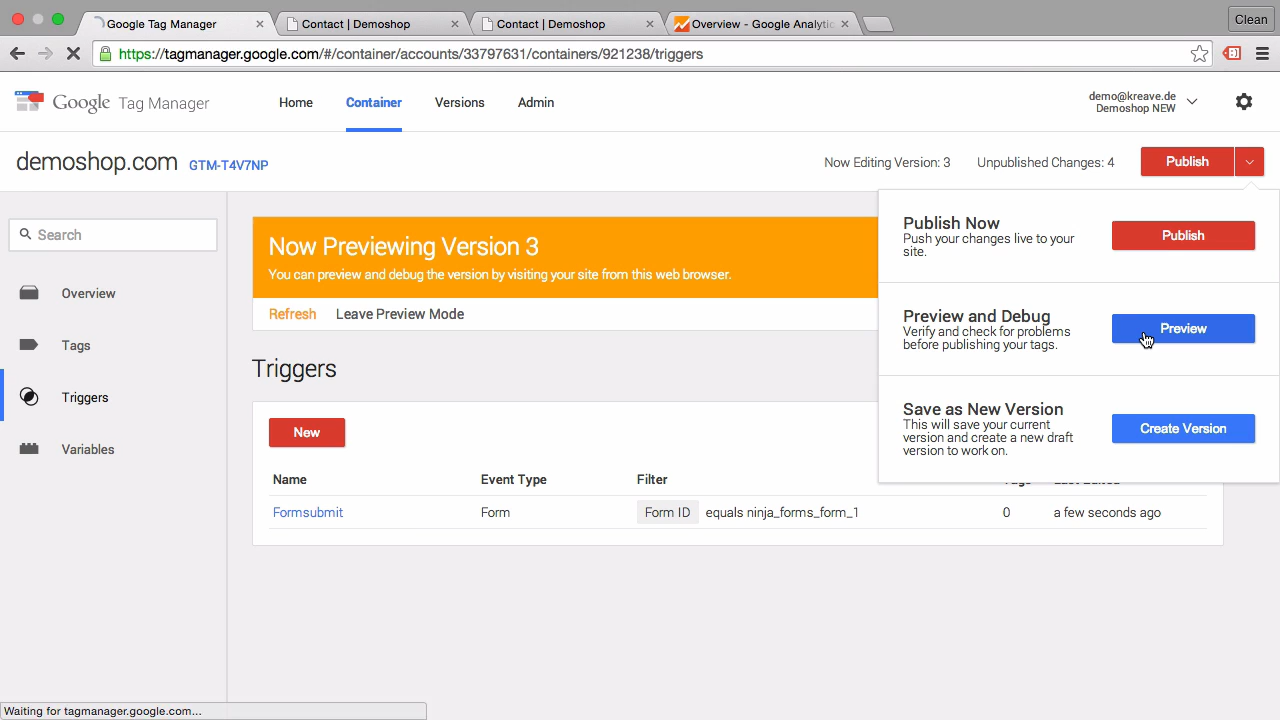 Google Tag Manager
Contact | Demoshop
Contact | Demoshop
Overview - Google Analytic
Clean
https://tagmanager.google.com/#/container/accounts/33797631/containers/921238/triggers
Google Tag Manager
Home
Container
Versions
Admin
demo@kreave.de
Demoshop NEW
demoshop.com GTM-T4V7NP
Now Editing Version: 3
Unpublished Changes: 4
Publish
Search
Overview
Tags
Triggers
Variables
Now Previewing Version 3
You can preview and debug the version by visiting your site from this web browser.
Refresh
Leave Preview Mode
Publish Now
Push your changes live to your
site.
Publish
Preview and Debug
Verify and check for problems
before publishing your tags.
Preview
Save as New Version
This will save your current
version and create a new draft
version to work on.
Create Version
Triggers
New
Name
Event Type
Filter
Formsubmit
Form
Form ID equals ninja_forms_form_1
0
a few seconds ago
Waiting for tagmanager.google.com...